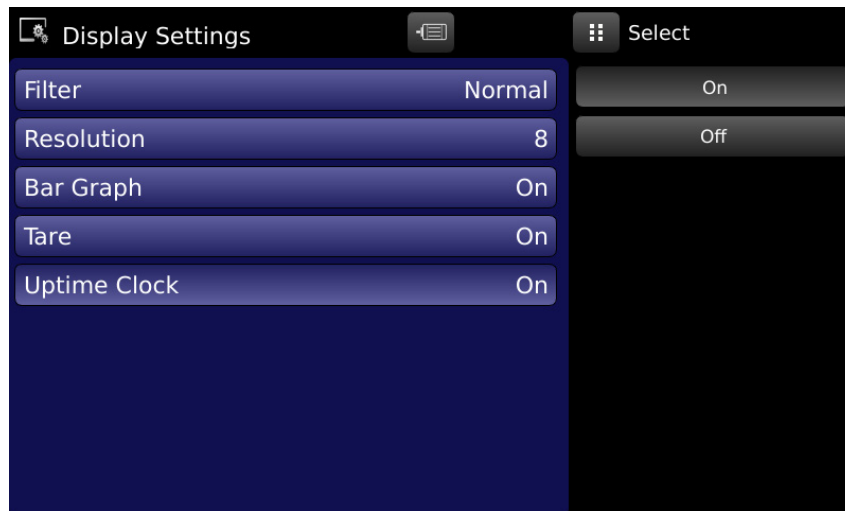 Display Settings
Select
Filter Normal
Resolution 8
Bar Graph On
Tare On
Uptime Clock On
On
Off